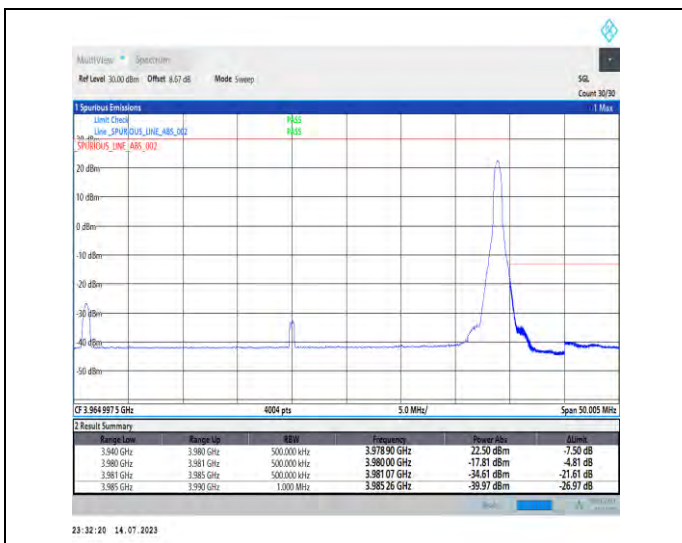 MultiView Spectrum
Ref Level 30.00 dBm Offset 8.67 dB Mode Sweep SGL
Count 30/30
1 Spurious Emissions 1 Max
Limit Check PASS
Line _SPURIOUS_LINE_ABS_002 PASS
30 dBm
SPURIOUS_LINE_ABS_002
20 dBm
10 dBm
0 dBm
-10 dBm
-20 dBm
-30 dBm
-40 dBm
-50 dBm
CF 3.964 997 5 GHz 4004 pts 5.0 MHz/ Span 50.005 MHz
2 Result Summary
Range Low Range Up RBW Frequency Power Abs ΔLimit
3.940 GHz 3.980 GHz 500.000 kHz 3.978 90 GHz 22.50 dBm -7.50 dB
3.980 GHz 3.981 GHz 500.000 kHz 3.980 00 GHz -17.81 dBm -4.81 dB
3.981 GHz 3.985 GHz 500.000 kHz 3.981 07 GHz -34.61 dBm -21.61 dB
3.985 GHz 3.990 GHz 1.000 MHz 3.985 26 GHz -39.97 dBm -26.97 dB
23:32:20 14.07.2023